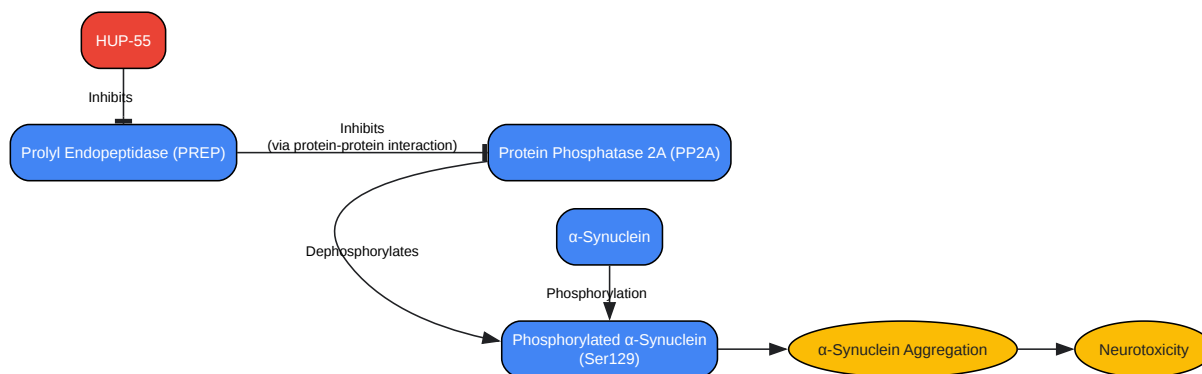 HUP-55
Inhibits
Prolyl Endopeptidase (PREP)
Inhibits
(via protein-protein interaction)
Protein Phosphatase 2A (PP2A)
α-Synuclein
Dephosphorylates
Phosphorylation
Phosphorylated α-Synuclein
(Ser129)
α-Synuclein Aggregation
Neurotoxicity